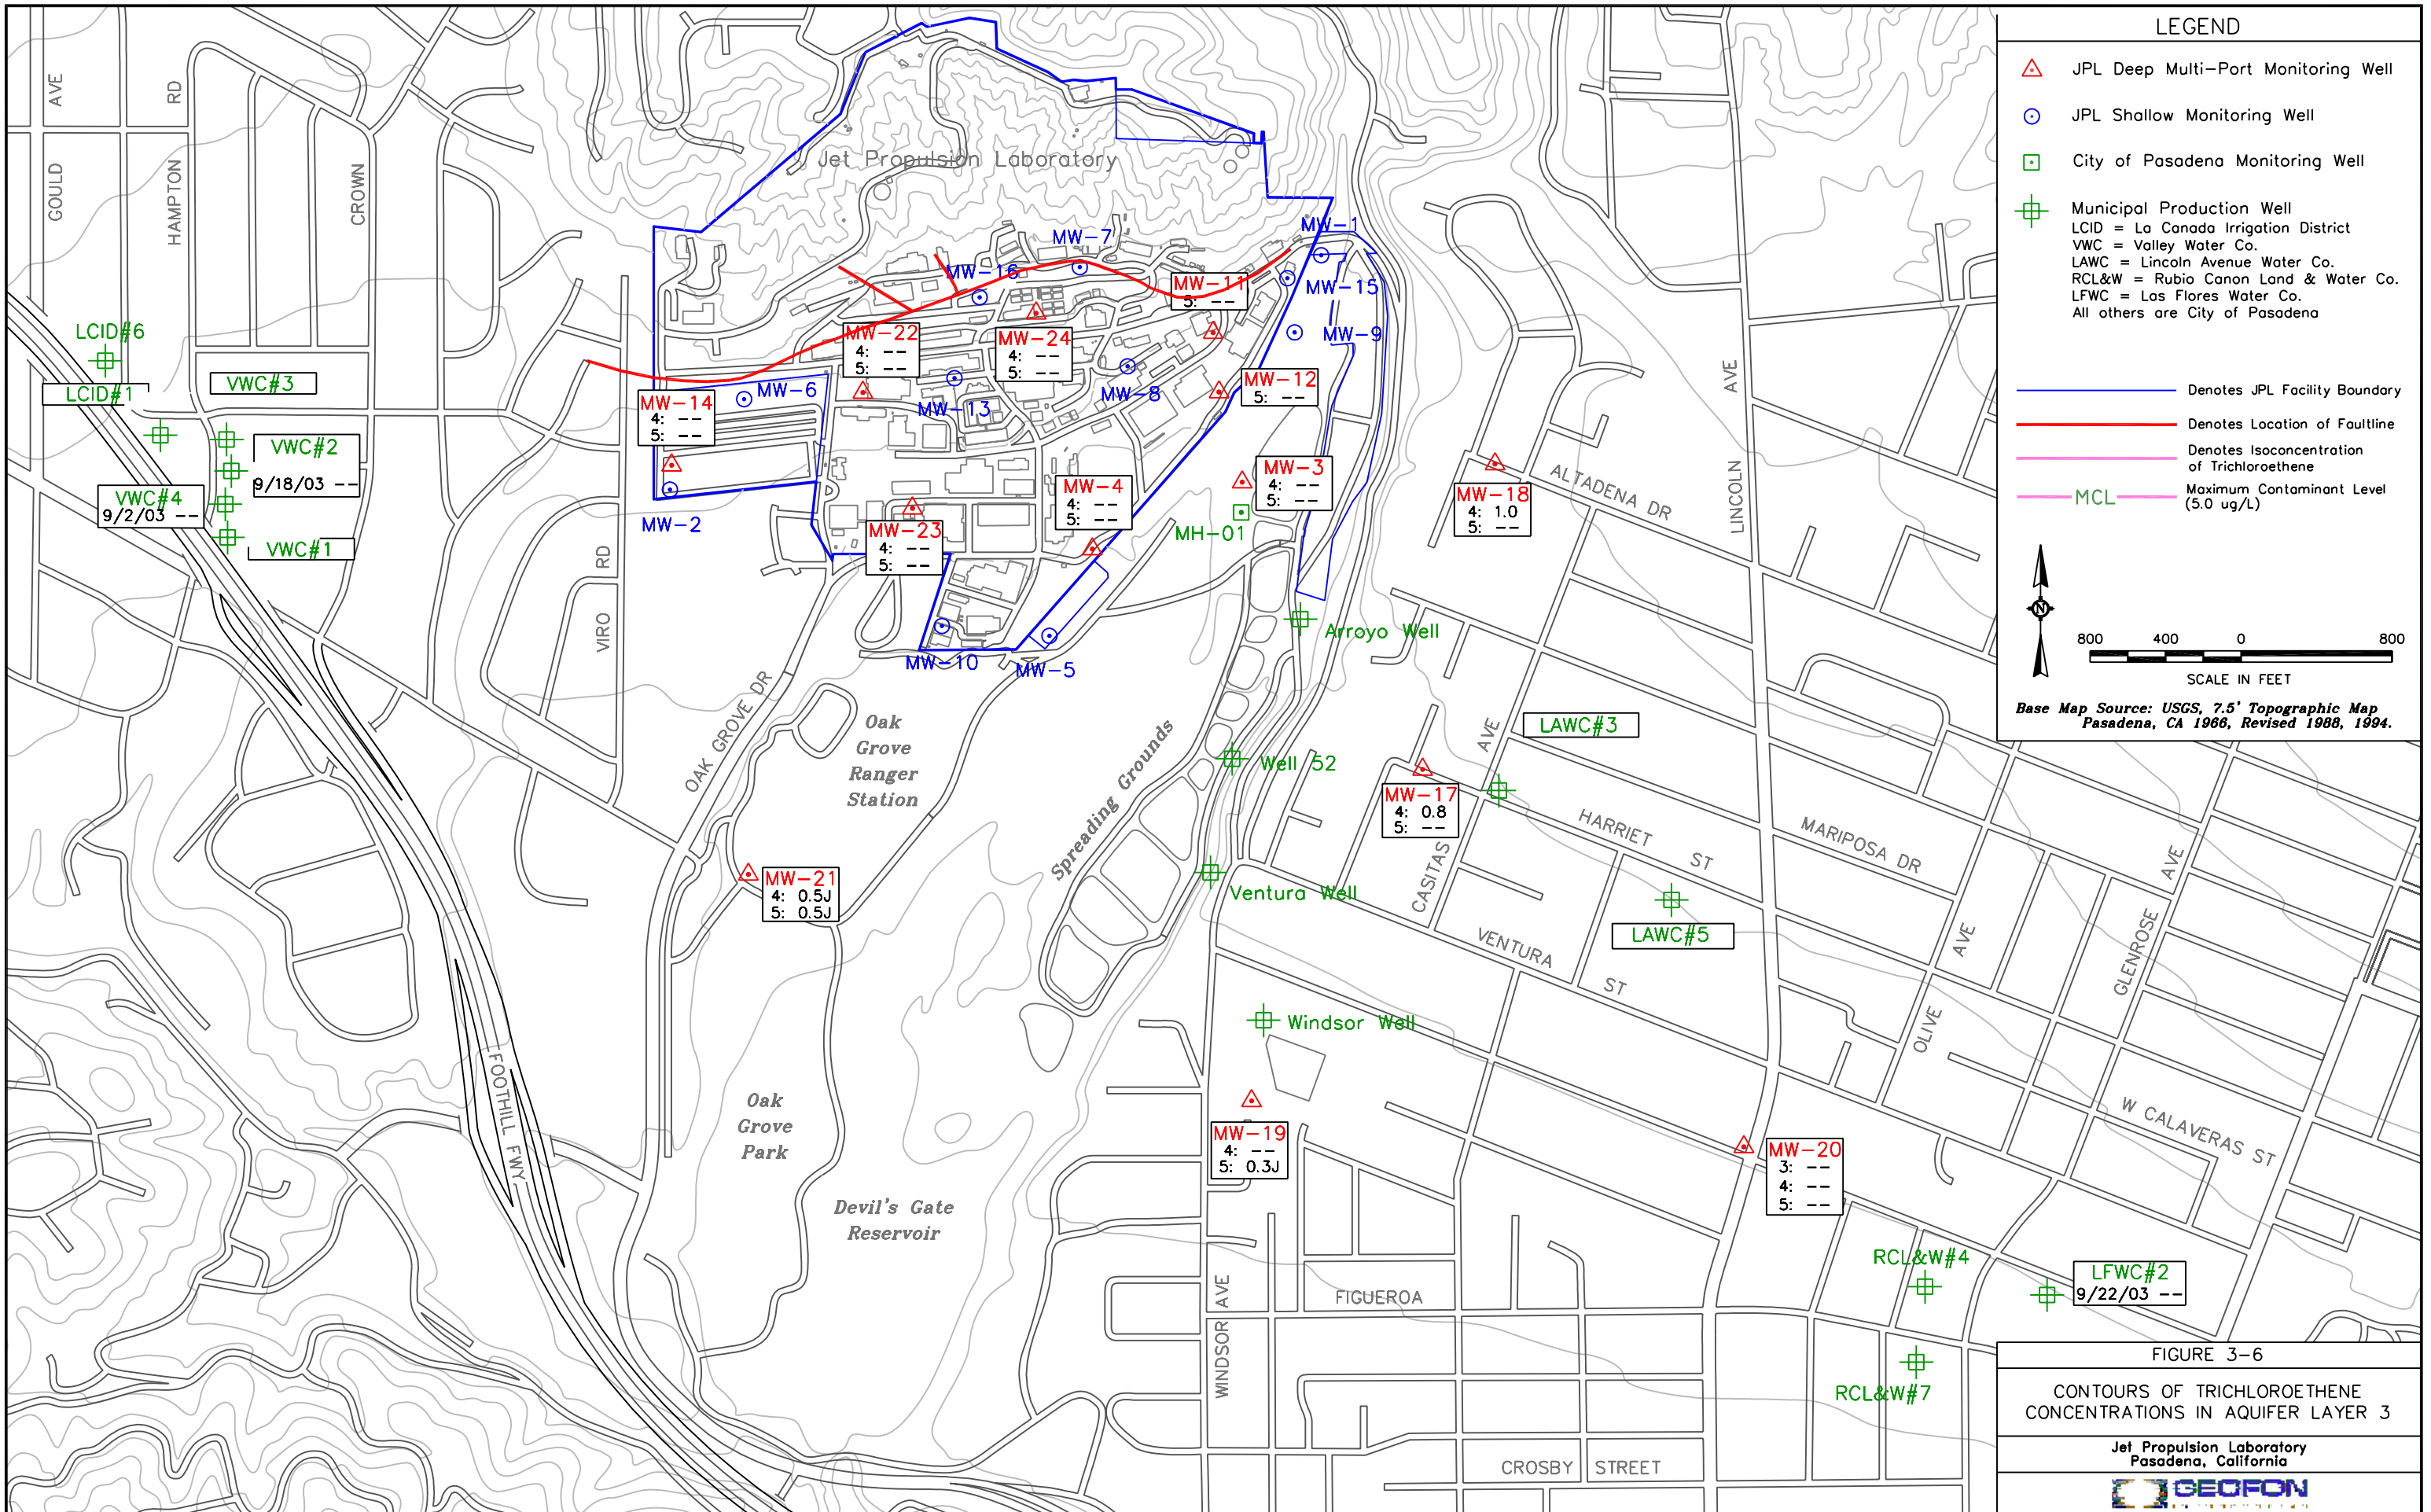 LEGEND
JPL Deep Multi-Port Monitoring Well
JPL Shallow Monitoring Well
City of Pasadena Monitoring Well
Municipal Production Well
LCID = La Canada Irrigation District
VWC = Valley Water Co.
LAWC = Lincoln Avenue Water Co.
RCL&W = Rubio Canon Land & Water Co.
LFWC = Las Flores Water Co.
All others are City of Pasadena
Denotes JPL Facility Boundary
Denotes Location of Faultline
Denotes Isoconcentration
of Trichloroethene
MCL
Maximum Contaminant Level
(5.0 ug/L)
N
800 400 0 800
SCALE IN FEET
Base Map Source: USGS, 7.5' Topographic Map
Pasadena, CA 1966, Revised 1988, 1994.
GOULD AVE
HAMPTON RD
CROWN
Jet Propulsion Laboratory
MW-1
MW-7
MW-16
MW-11
5: --
MW-15
MW-9
LCID#6
LCID#1
VWC#3
MW-22
4: --
5: --
MW-24
4: --
5: --
MW-8
MW-12
5: --
MW-6
MW-13
MW-14
4: --
5: --
VWC#2
9/18/03 --
VWC#4
9/2/03 --
VWC#1
MW-2
MW-23
4: --
5: --
MW-4
4: --
5: --
MW-3
4: --
5: --
MH-01
MW-18
4: 1.0
5: --
ALTADENA DR
LINCOLN AVE
VIRO RD
MW-10
MW-5
Arroyo Well
OAK GROVE DR
Oak
Grove
Ranger
Station
Spreading Grounds
Well 52
LAWC#3
MW-17
4: 0.8
5: --
CASITAS AVE
HARRIET ST
MARIPOSA DR
MW-21
4: 0.5J
5: 0.5J
Ventura Well
LAWC#5
VENTURA ST
OLIVE AVE
GLENROSE AVE
Windsor Well
FOOTHILL FWY
Oak
Grove
Park
MW-19
4: --
5: 0.3J
MW-20
3: --
4: --
5: --
W CALAVERAS ST
Devil's Gate
Reservoir
WINDSOR AVE
FIGUEROA
RCL&W#4
LFWC#2
9/22/03 --
RCL&W#7
CROSBY STREET
FIGURE 3-6
CONTOURS OF TRICHLOROETHENE
CONCENTRATIONS IN AQUIFER LAYER 3
Jet Propulsion Laboratory
Pasadena, California
GEOFON